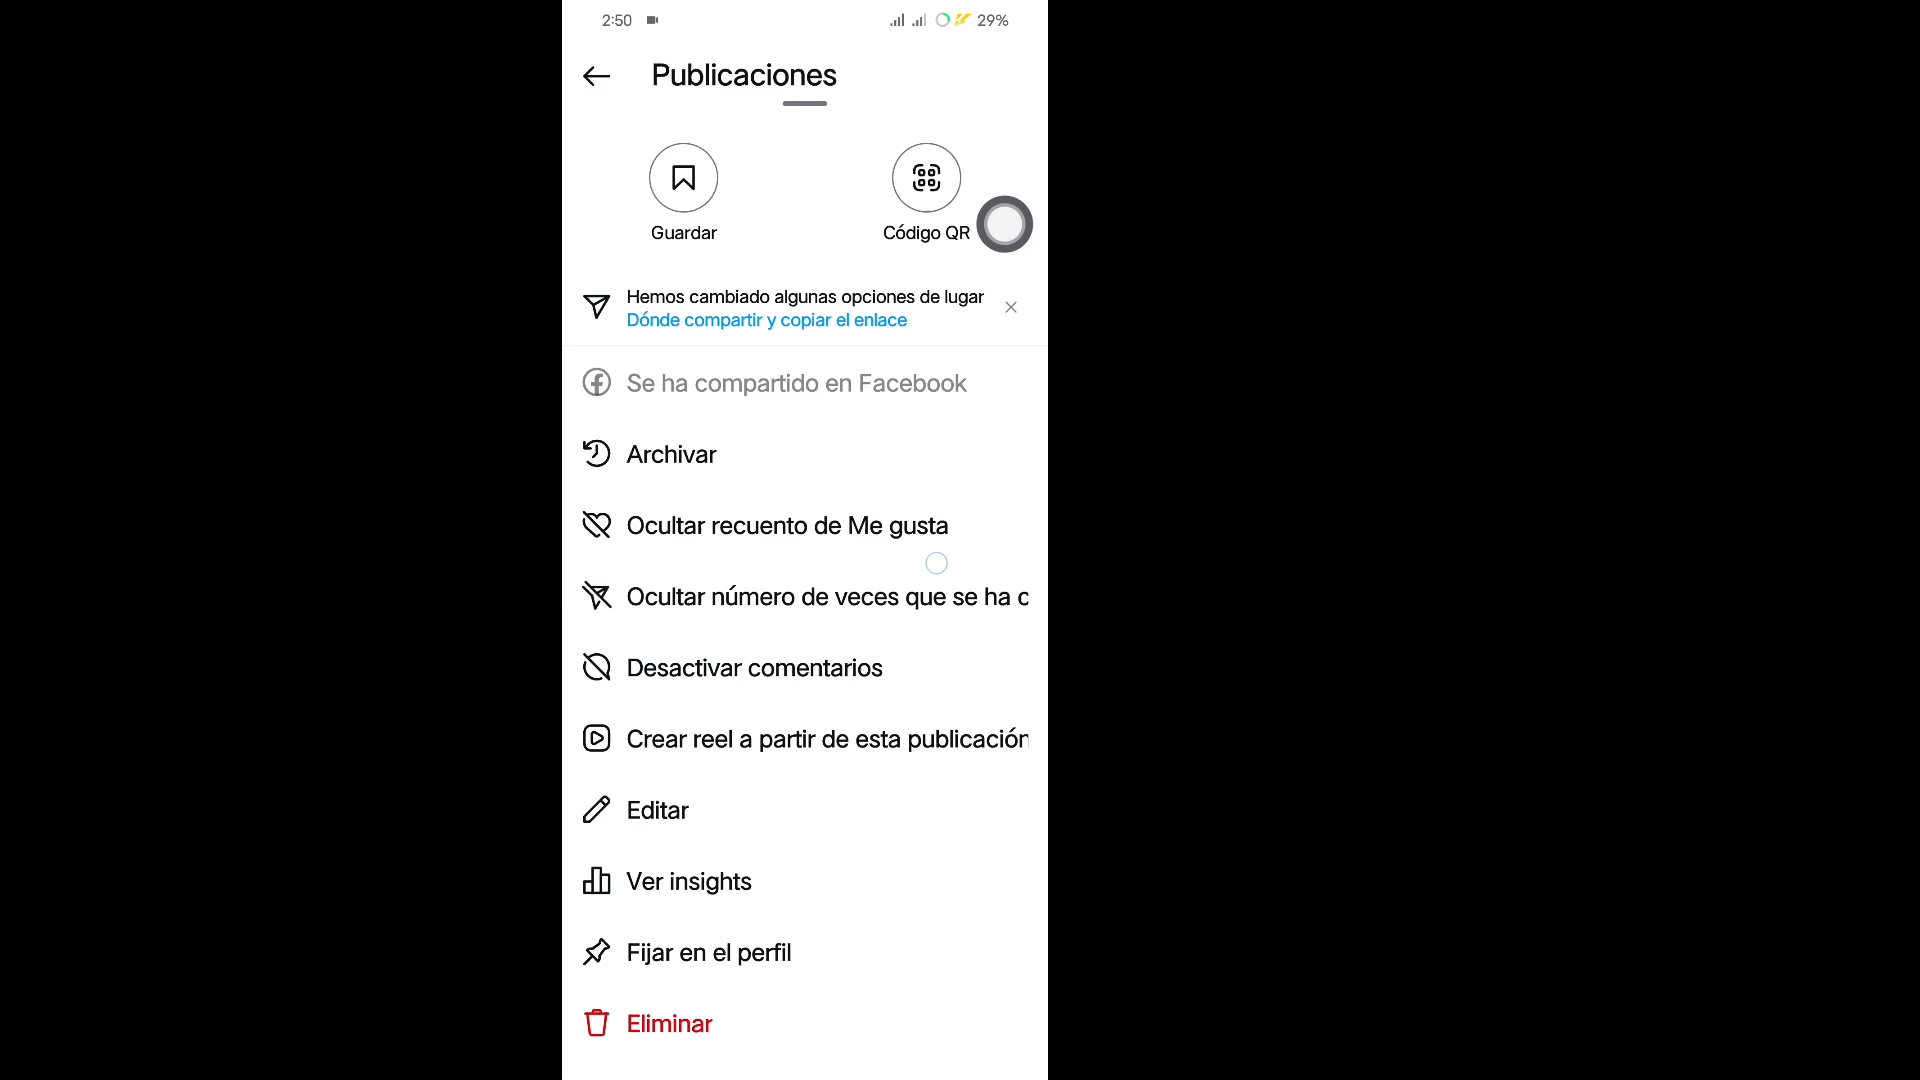 2:50
29%
Publicaciones
Guardar
Código QR
Hemos cambiado algunas opciones de lugar
Dónde compartir y copiar el enlace
Se ha compartido en Facebook
Archivar
Ocultar recuento de Me gusta
Ocultar número de veces que se ha c
Desactivar comentarios
Crear reel a partir de esta publicación
Editar
Ver insights
Fijar en el perfil
Eliminar